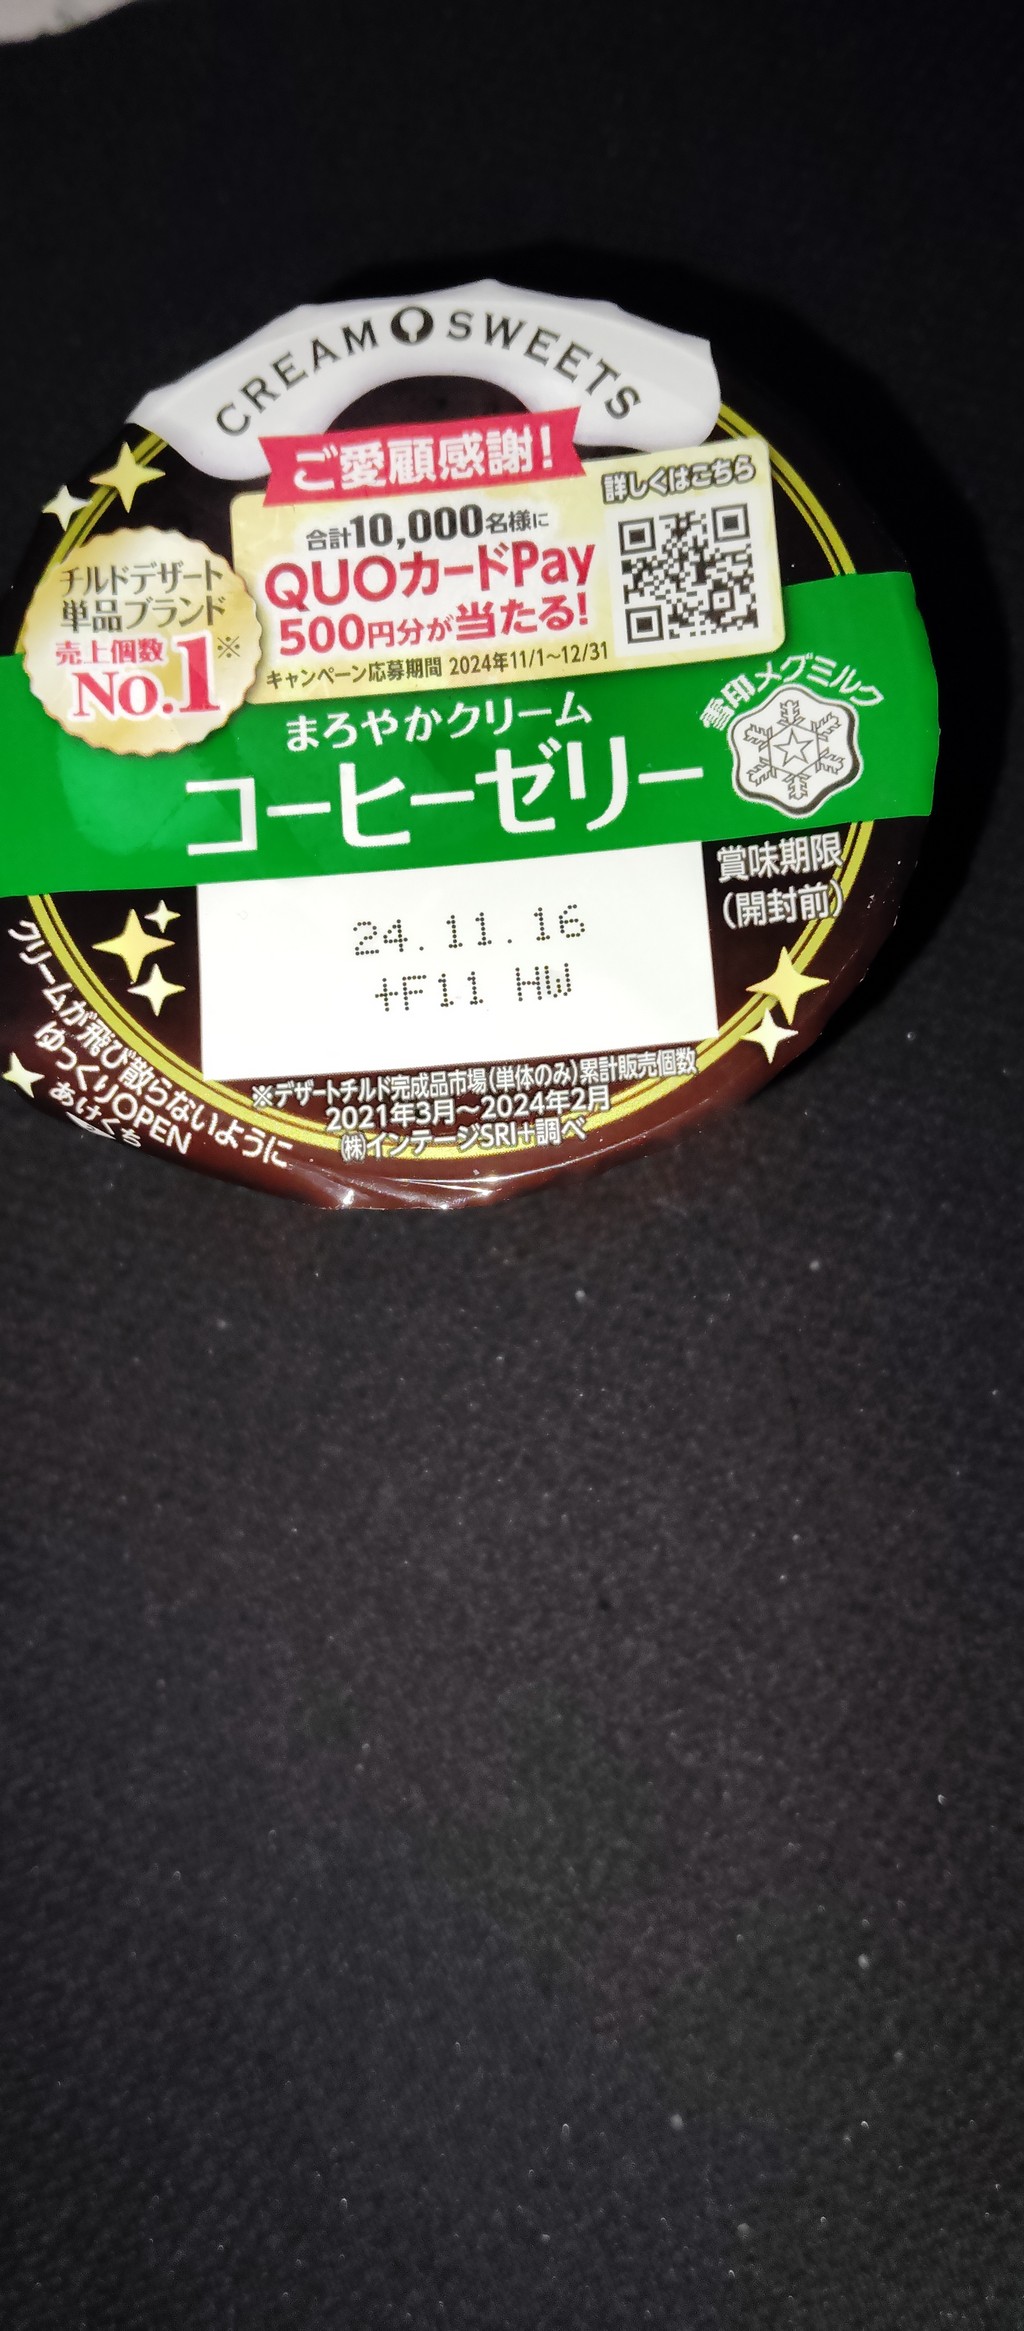 CREAM SWEETS
ご愛顧感謝!
詳しくはこちら
合計10,000名様に
QUOカードPay
500円分が当たる!
キャンペーン応募期間 2024年11/1〜12/31
チルドデザート
単品ブランド
売上個数
No.1※
雪印メグミルク
まろやかクリーム
コーヒーゼリー
賞味期限
(開封前)
24.11.16
+F11 HW
※デザートチルド完成品市場(単体のみ)累計販売個数
2021年3月〜2024年2月
㈱インテージSRI+調べ
クリームが飛び散らないように
ゆっくりOPEN
あけくち